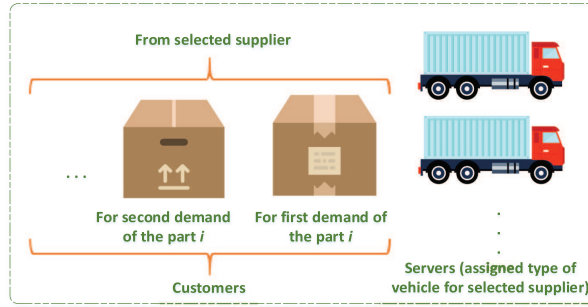 From selected supplier
...
For second demand
of the part i
For first demand of
the part i
Customers
Servers (assigned type of
vehicle for selected supplier)